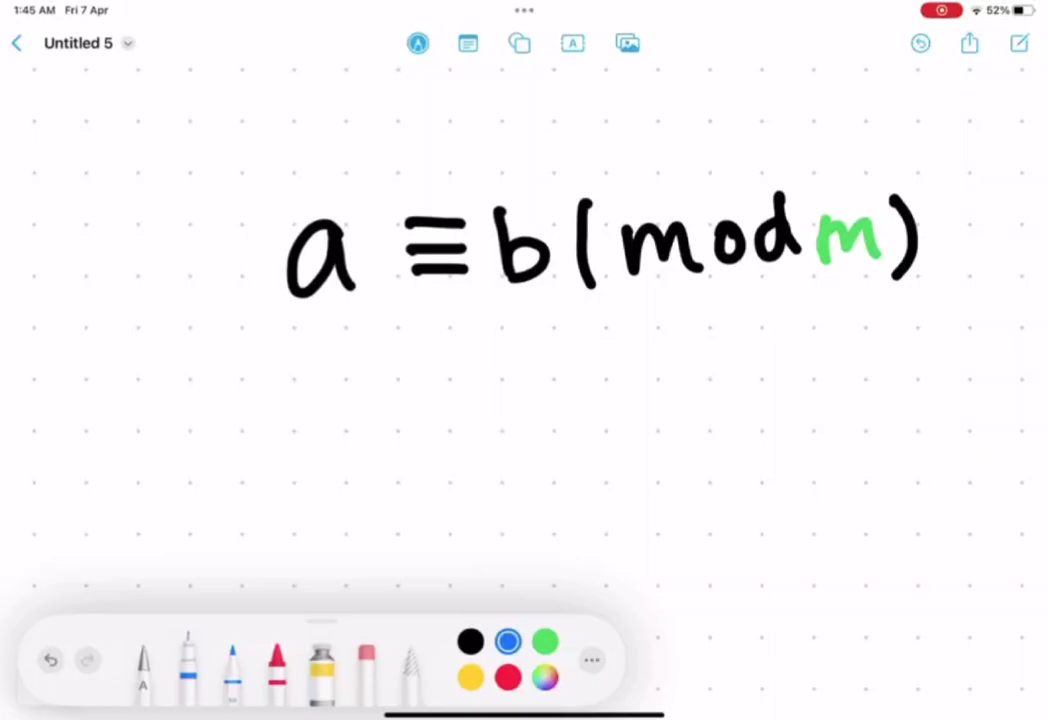 1:45 AM Fri 7 Apr
52%
Untitled 5
A
a ≡ b (mod m)
A